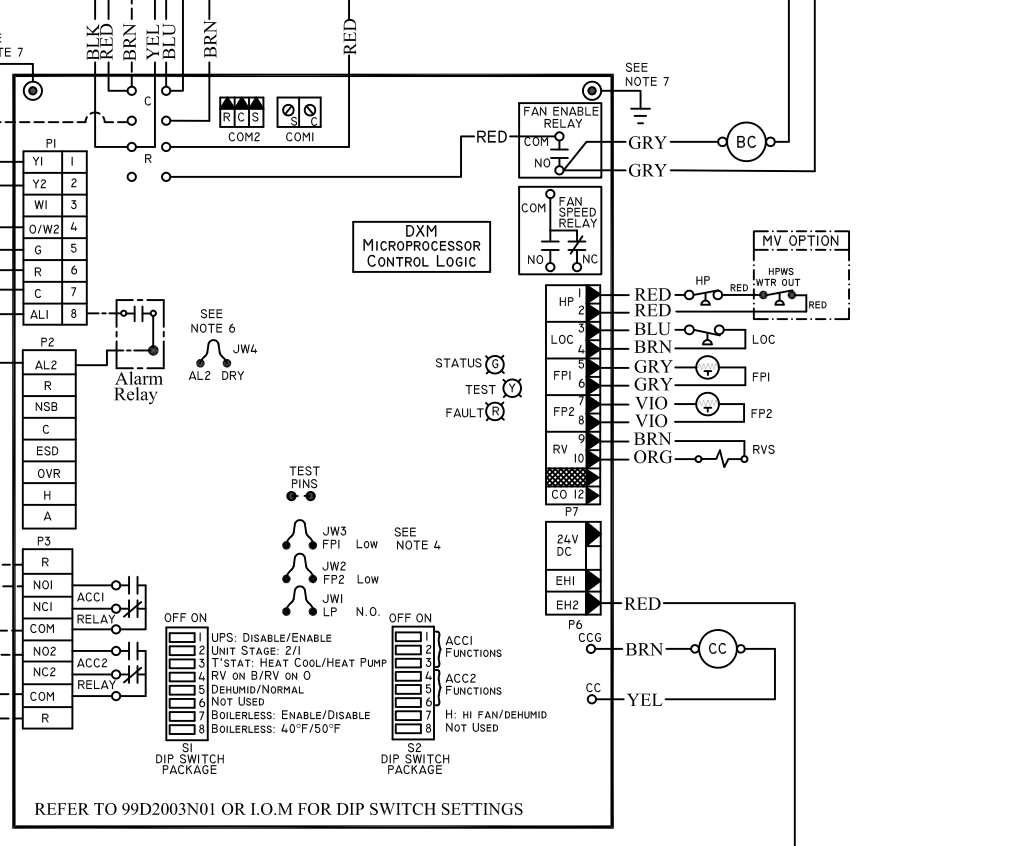 BLK
RED
BRN
YEL
BLU
BRN
RED
TE 7
SEE
NOTE 7
C
R
R C S
COM2
S C
COM1
FAN ENABLE
RELAY
COM
NO
RED
GRY
GRY
BC
P1
Y1 1
Y2 2
W1 3
O/W2 4
G 5
R 6
C 7
AL1 8
DXM
MICROPROCESSOR
CONTROL LOGIC
COM
FAN
SPEED
RELAY
NO
NC
MV OPTION
HPWS
WTR OUT
HP
RED
RED
HP 1
2
LOC 3
4
FP1 5
6
FP2 7
8
RV 9
10
CO 12
P7
RED
RED
BLU
BRN
LOC
GRY
GRY
FP1
VIO
VIO
FP2
BRN
ORG
RVS
SEE
NOTE 6
JW4
AL2 DRY
Alarm
Relay
STATUS G
TEST Y
FAULT R
P2
AL2
R
NSB
C
ESD
OVR
H
A
TEST
PINS
JW3
FP1 LOW
SEE
NOTE 4
JW2
FP2 LOW
JW1
LP N.O.
24V
DC
EH1
EH2
P6
RED
CCG
BRN
CC
CC
YEL
P3
R
NO1
NC1
COM
NO2
NC2
COM
R
ACC1
RELAY
ACC2
RELAY
OFF ON
1 UPS: DISABLE/ENABLE
2 UNIT STAGE: 2/1
3 T'STAT: HEAT COOL/HEAT PUMP
4 RV ON B/RV ON O
5 DEHUMID/NORMAL
6 NOT USED
7 BOILERLESS: ENABLE/DISABLE
8 BOILERLESS: 40°F/50°F
S1
DIP SWITCH
PACKAGE
OFF ON
1
2
3
4
5
6
7
8
ACC1
FUNCTIONS
ACC2
FUNCTIONS
H: HI FAN/DEHUMID
NOT USED
S2
DIP SWITCH
PACKAGE
REFER TO 99D2003N01 OR I.O.M FOR DIP SWITCH SETTINGS